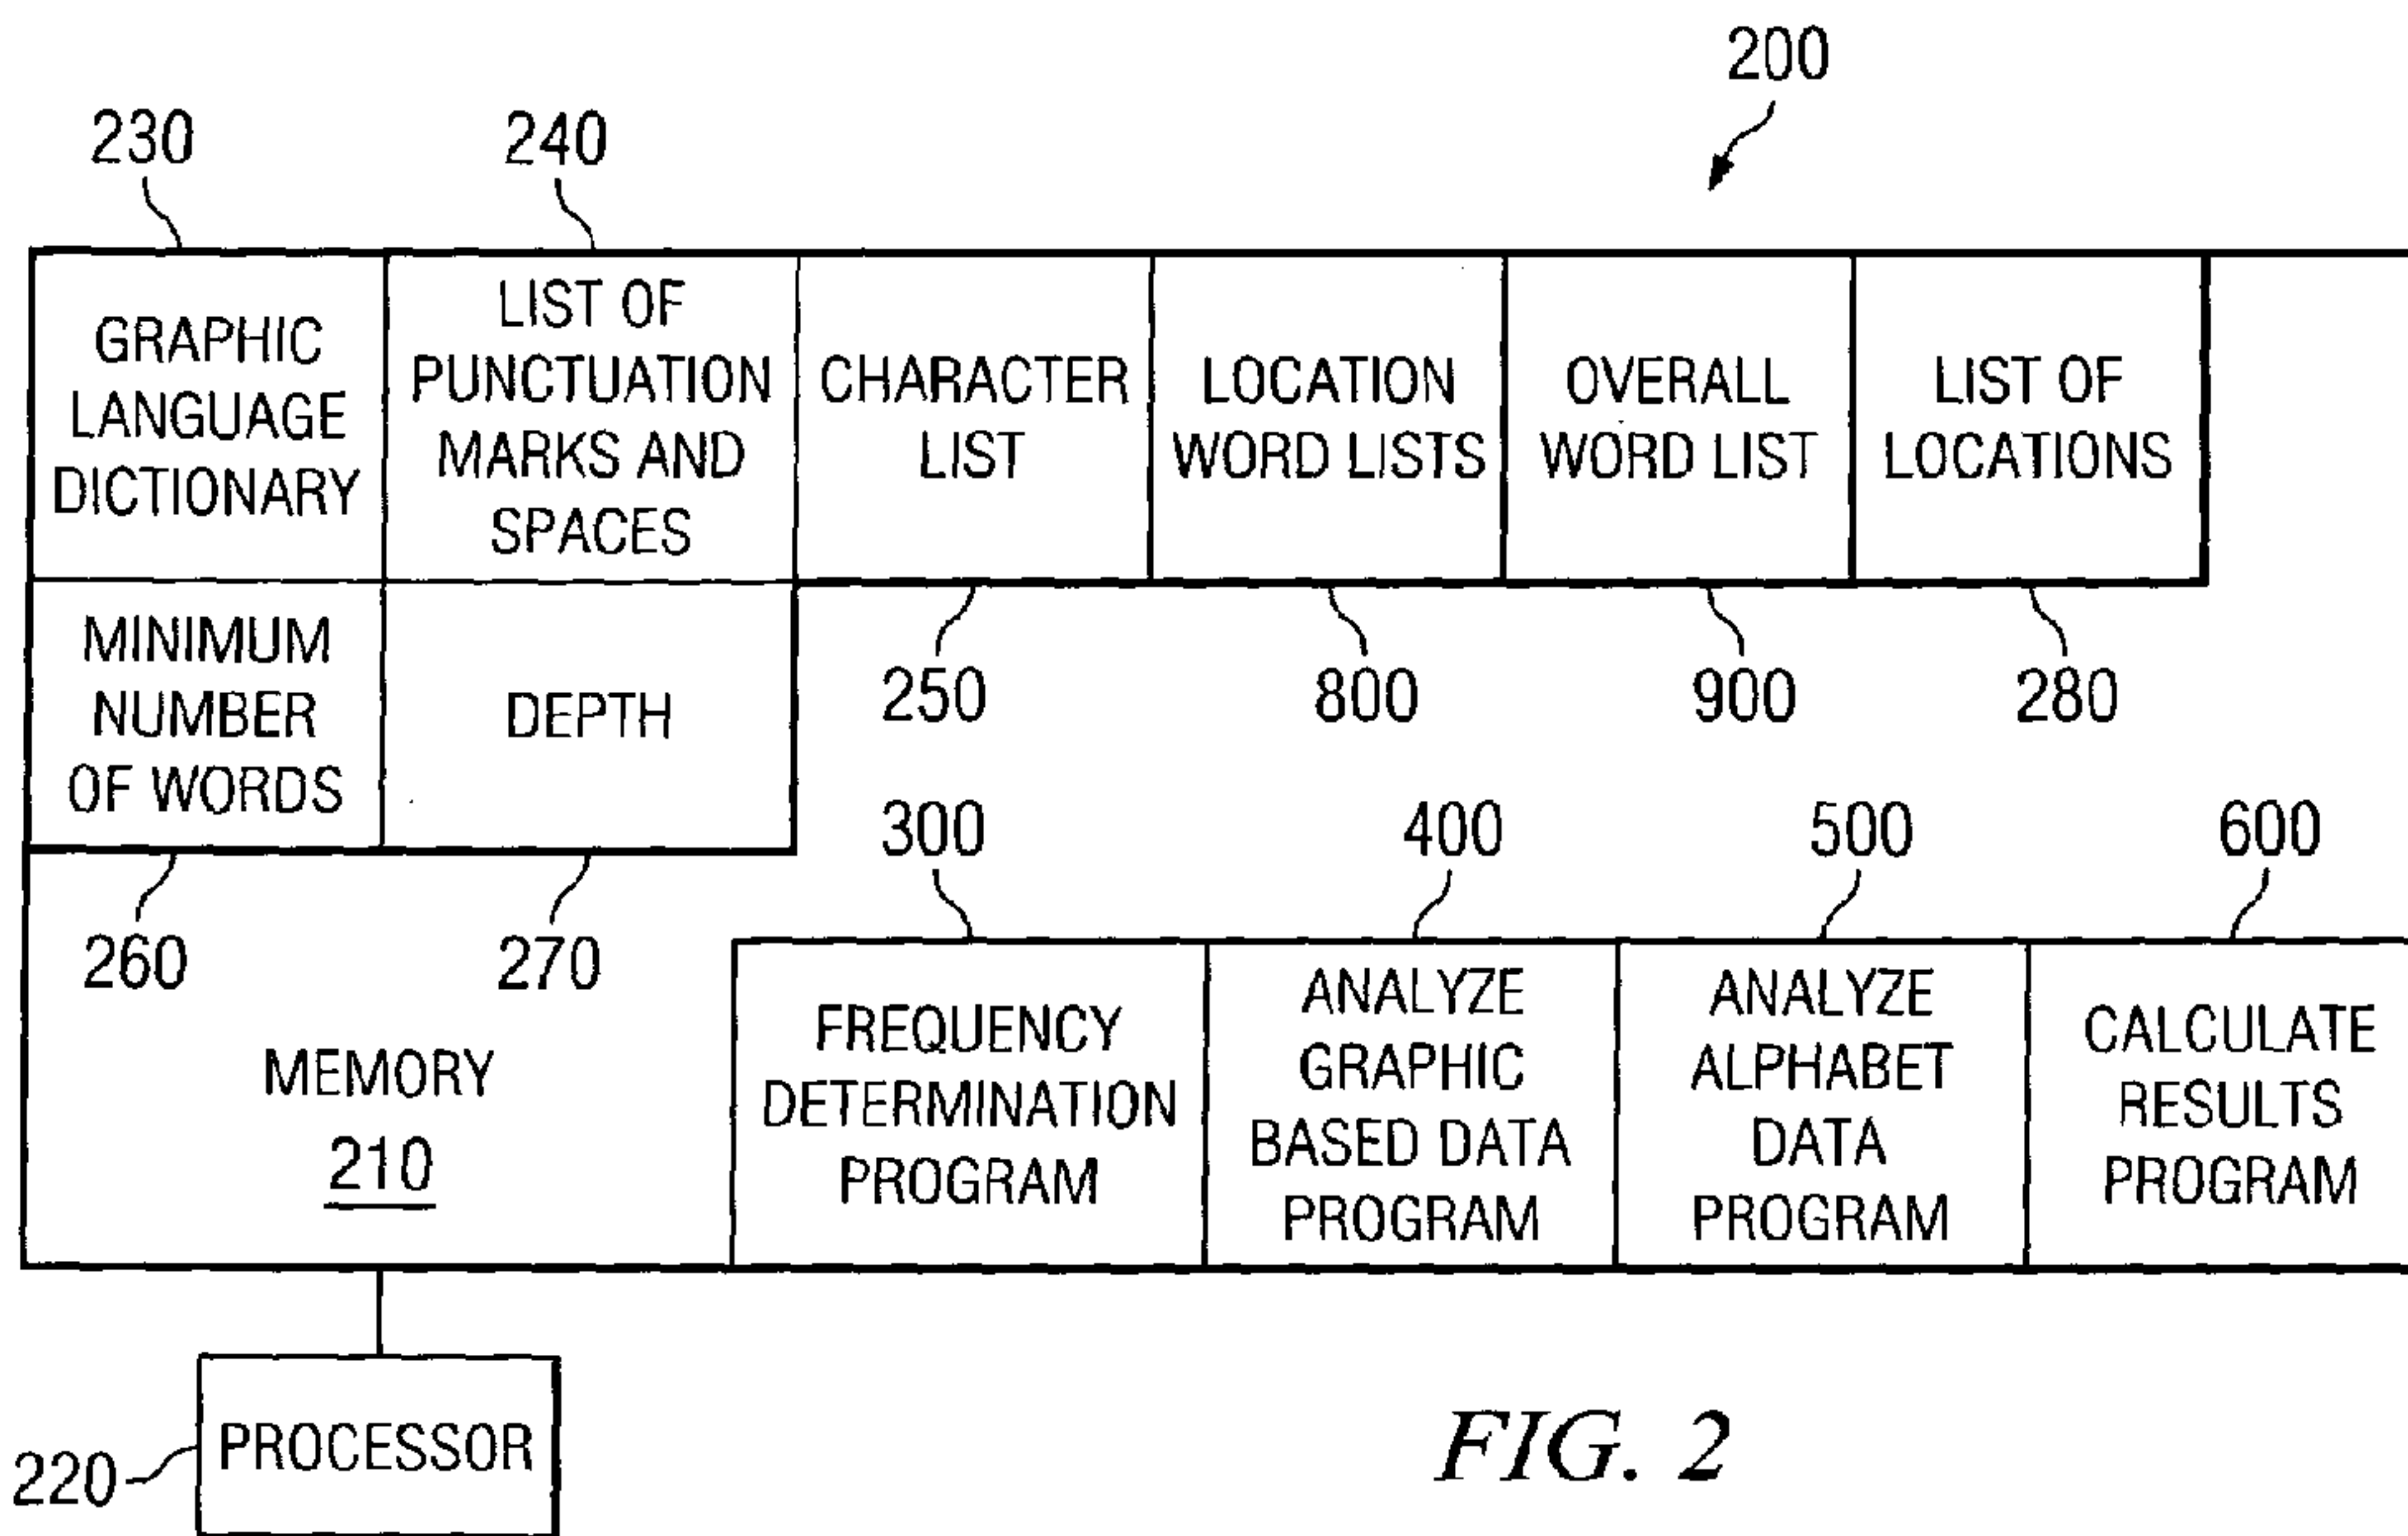 200
230
240
GRAPHIC
LANGUAGE
DICTIONARY
LIST OF
PUNCTUATION
MARKS AND
SPACES
CHARACTER
LIST
LOCATION
WORD LISTS
OVERALL
WORD LIST
LIST OF
LOCATIONS
MINIMUM
NUMBER
OF WORDS
DEPTH
250
800
900
280
260
270
300
400
500
600
MEMORY
210
FREQUENCY
DETERMINATION
PROGRAM
ANALYZE
GRAPHIC
BASED DATA
PROGRAM
ANALYZE
ALPHABET
DATA
PROGRAM
CALCULATE
RESULTS
PROGRAM
220
PROCESSOR
FIG. 2